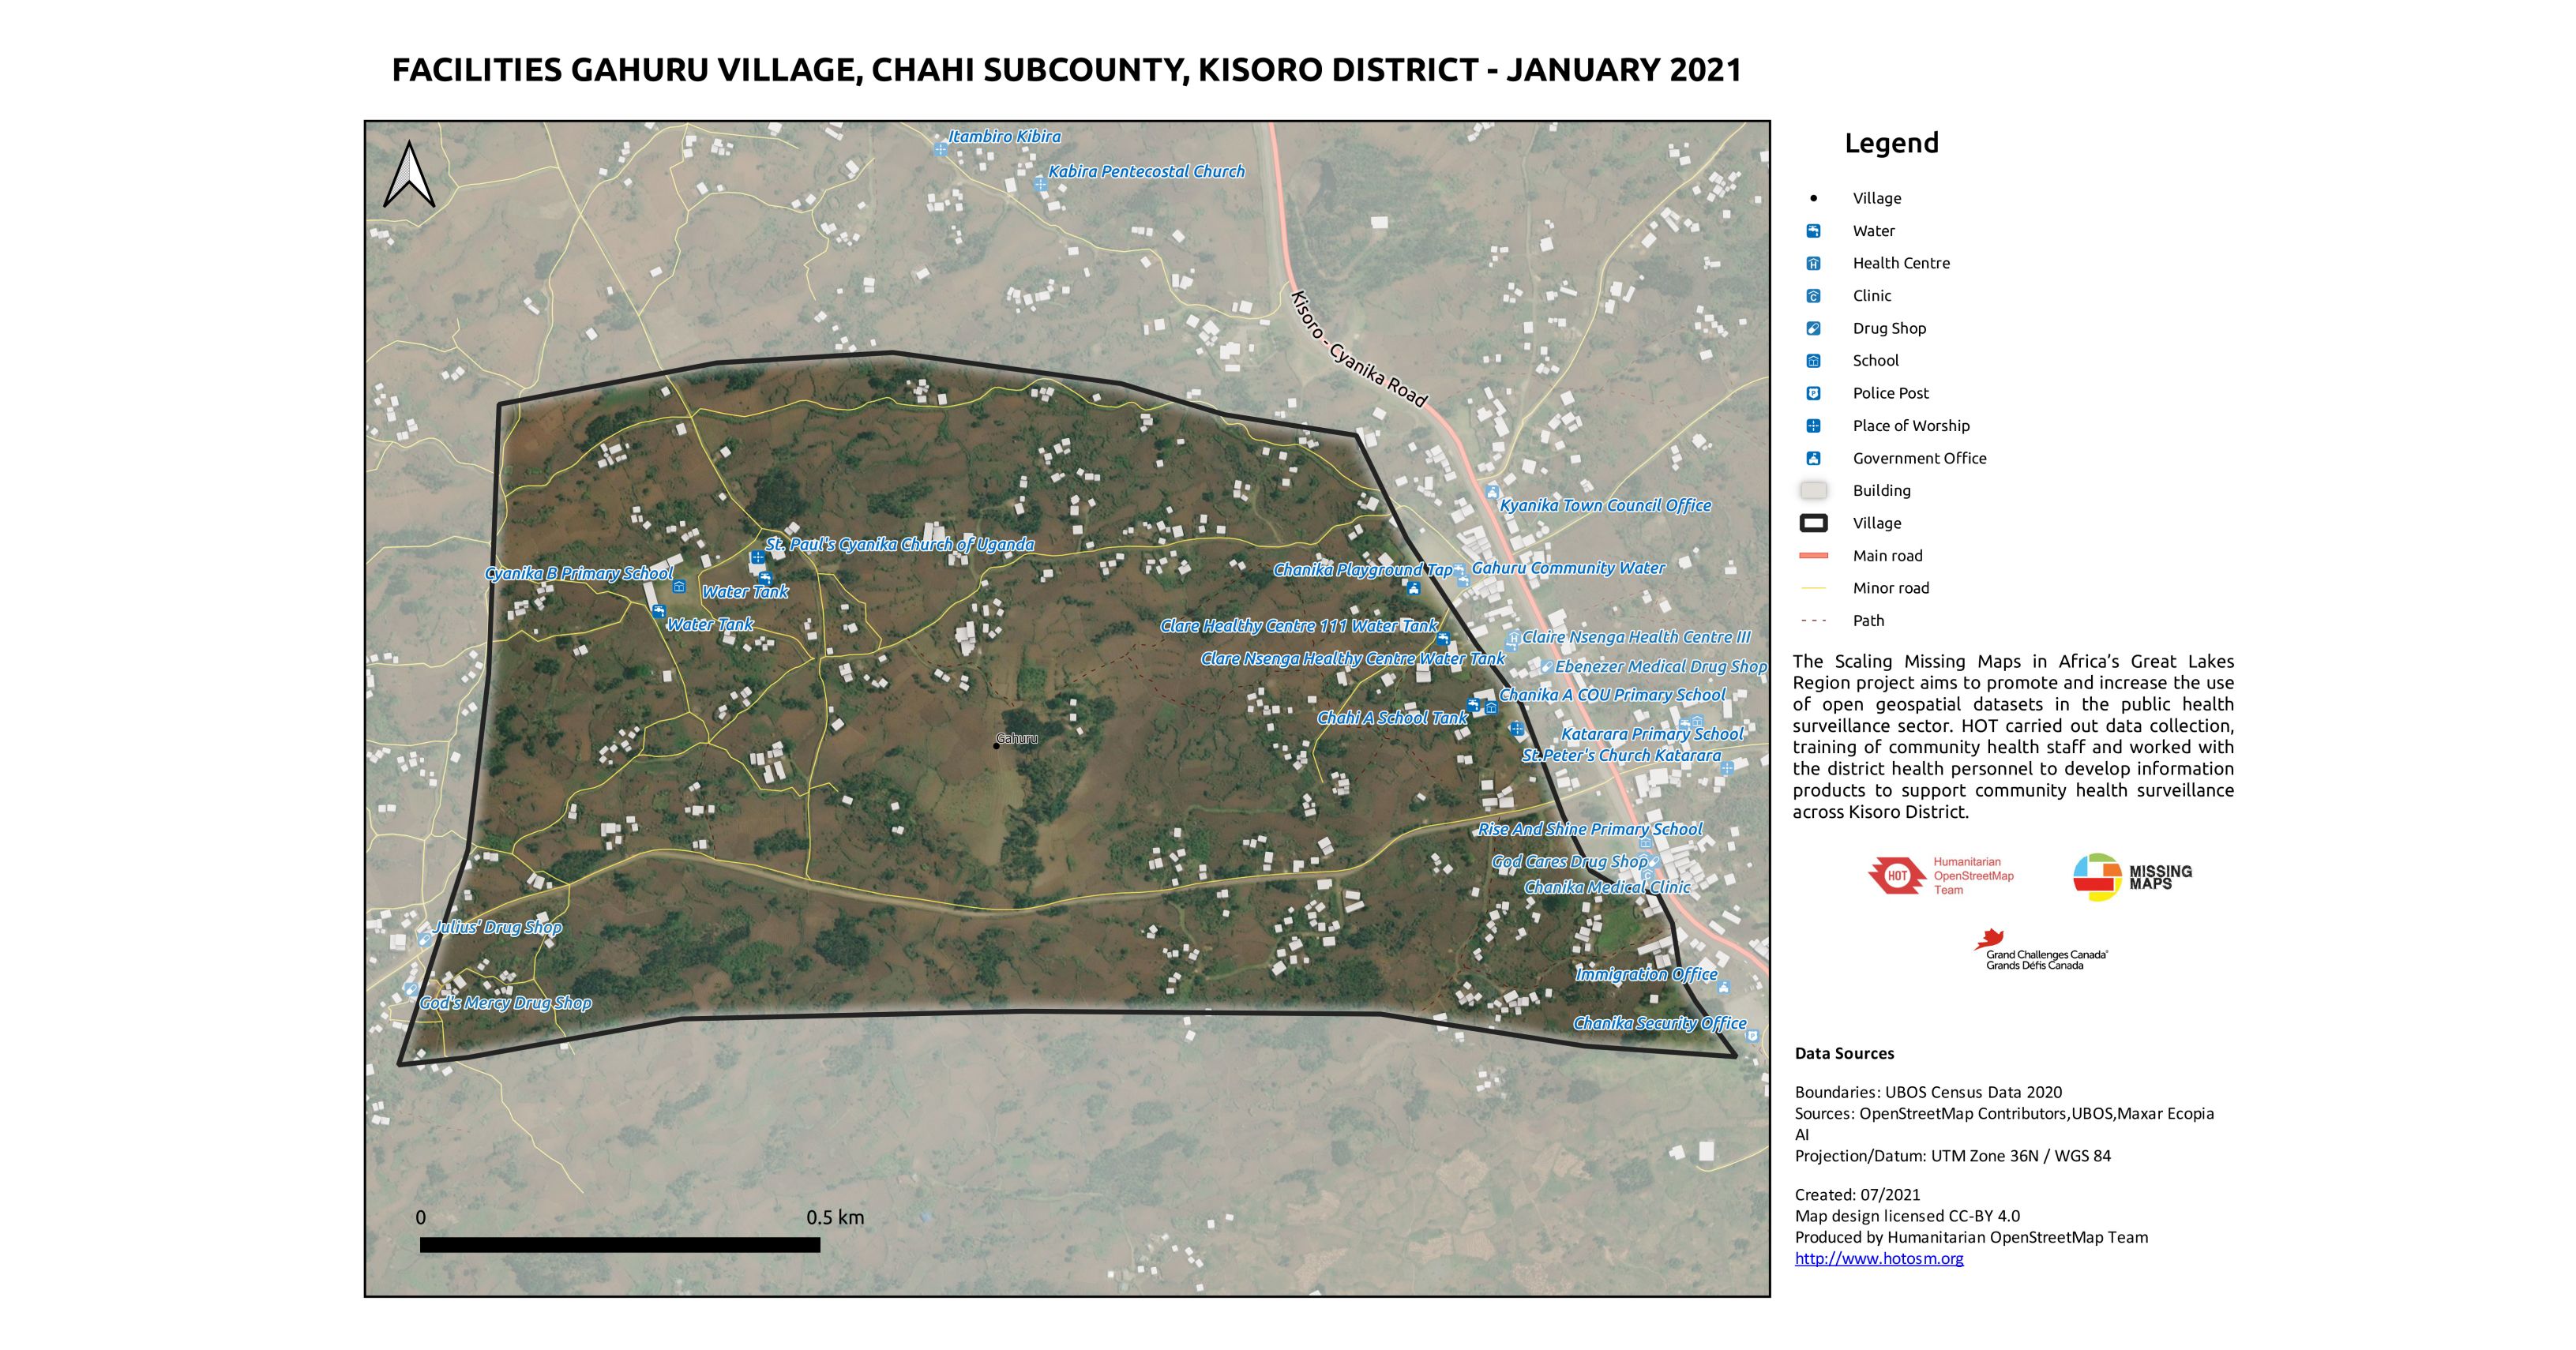 FACILITIES GAHURU VILLAGE, CHAHI SUBCOUNTY, KISORO DISTRICT - JANUARY 2021
Itambiro Kibira
Kabira Pentecostal Church
Kisoro - Cyanika Road
Kyanika Town Council Office
St. Paul's Cyanika Church of Uganda
Cyanika B Primary School
Water Tank
Water Tank
Chanika Playground Tap
Gahuru Community Water
Clare Healthy Centre 111 Water Tank
Claire Nsenga Health Centre III
Clare Nsenga Healthy Centre Water Tank
Ebenezer Medical Drug Shop
Chanika A COU Primary School
Chahi A School Tank
Katarara Primary School
Gahuru
St.Peter's Church Katarara
Rise And Shine Primary School
God Cares Drug Shop
Chanika Medical Clinic
Julius' Drug Shop
Immigration Office
God's Mercy Drug Shop
Chanika Security Office
0
0.5 km
Legend
Village
Water
H
Health Centre
C
Clinic
Drug Shop
School
P
Police Post
Place of Worship
Government Office
Building
Village
Main road
Minor road
Path
The Scaling Missing Maps in Africa’s Great Lakes
Region project aims to promote and increase the use
of open geospatial datasets in the public health
surveillance sector. HOT carried out data collection,
training of community health staff and worked with
the district health personnel to develop information
products to support community health surveillance
across Kisoro District.
HOT
Humanitarian
OpenStreetMap
Team
MISSING
MAPS
Grand Challenges Canada®
Grands Défis Canada
Data Sources
Boundaries: UBOS Census Data 2020
Sources: OpenStreetMap Contributors,UBOS,Maxar Ecopia
AI
Projection/Datum: UTM Zone 36N / WGS 84
Created: 07/2021
Map design licensed CC-BY 4.0
Produced by Humanitarian OpenStreetMap Team
http://www.hotosm.org